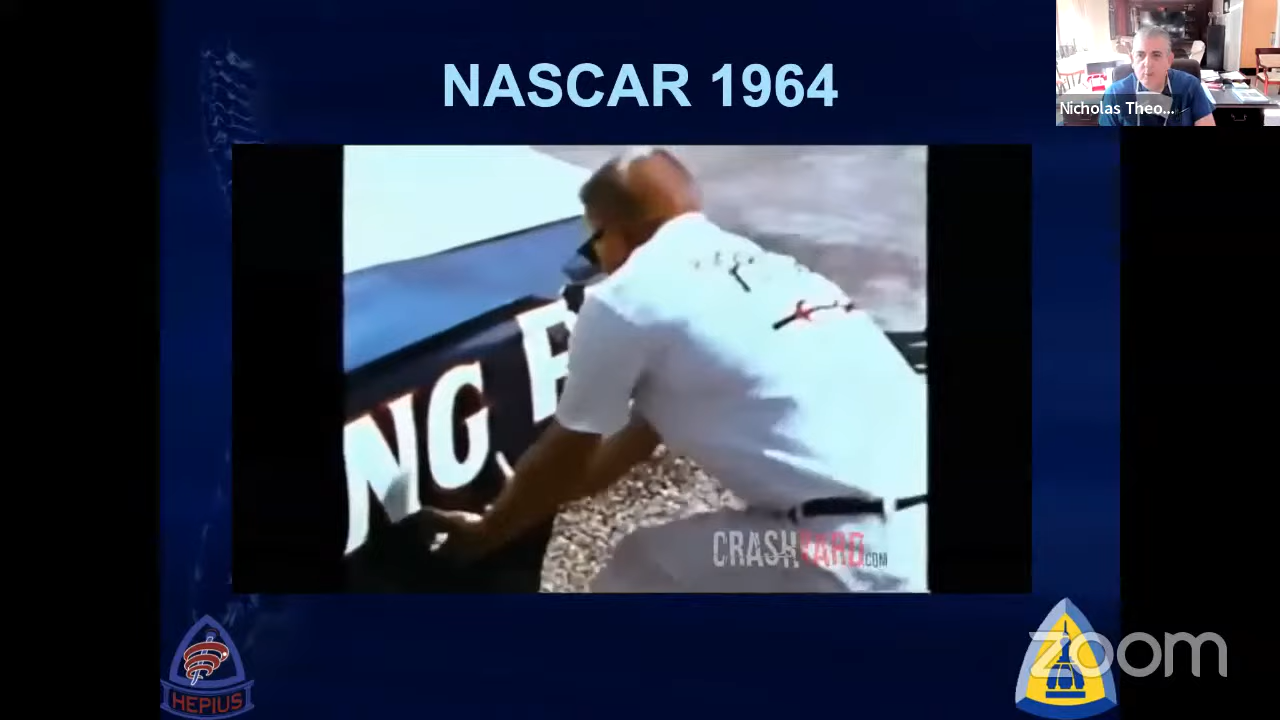 NASCAR 1964
Nicholas Theo...
NG
CRASHYARD.COM
HEPIUS
zoom